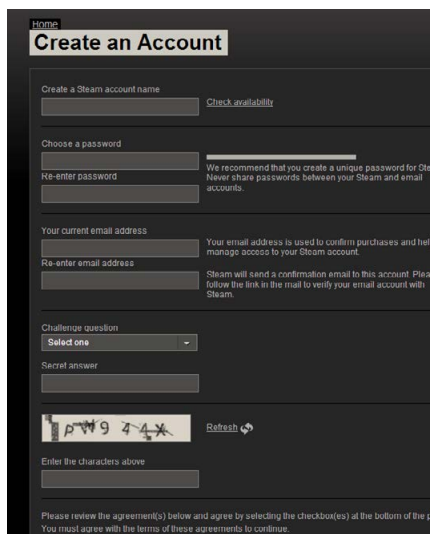 Home
Create an Account
Create a Steam account name
Check availability
Choose a password
We recommend that you create a unique password for Ste
Never share passwords between your Steam and email
accounts.
Re-enter password
Your current email address
Your email address is used to confirm purchases and hel
manage access to your Steam account.
Re-enter email address
Steam will send a confirmation email to this account. Plea
follow the link in the mail to verify your email account with
Steam.
Challenge question
Select one
Secret answer
Refresh
Enter the characters above
Please review the agreement(s) below and agree by selecting the checkbox(es) at the bottom of the p
You must agree with the terms of these agreements to continue.